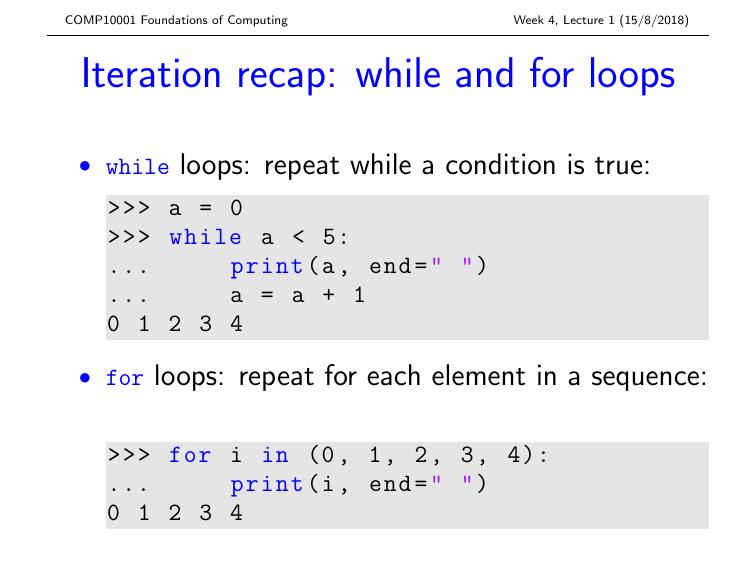 COMP10001 Foundations of Computing
Week 4, Lecture 1 (15/8/2018)
Iteration recap: while and for loops
• while loops: repeat while a condition is true:
>>> a = 0
>>> while a < 5:
...     print(a, end=" ")
...     a = a + 1
0 1 2 3 4
• for loops: repeat for each element in a sequence:
>>> for i in (0, 1, 2, 3, 4):
...     print(i, end=" ")
0 1 2 3 4